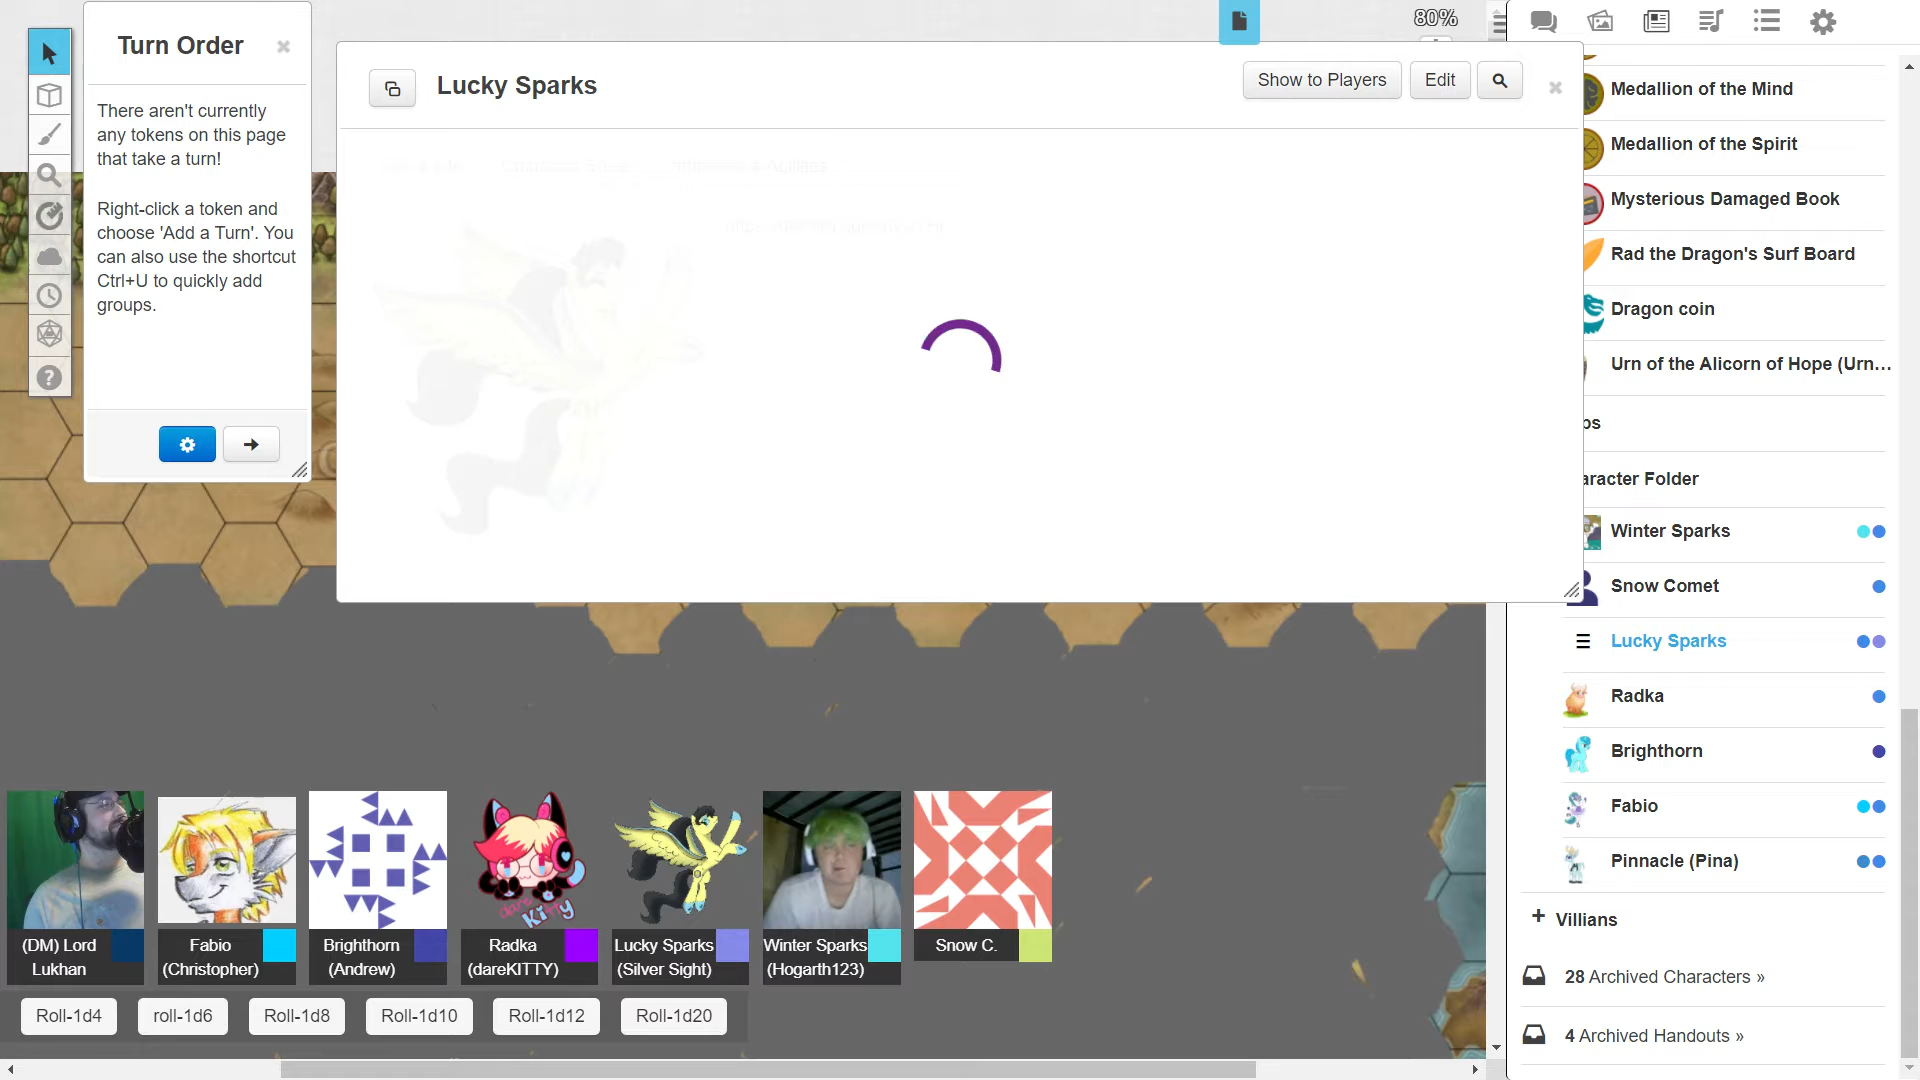 Turn Order
There aren't currently
any tokens on this page
that take a turn!
Right-click a token and
choose 'Add a Turn'. You
can also use the shortcut
Ctrl+U to quickly add
groups.
80%
Lucky Sparks
Show to Players
Edit
Medallion of the Mind
Medallion of the Spirit
Mysterious Damaged Book
Rad the Dragon's Surf Board
Dragon coin
Urn of the Alicorn of Hope (Urn...
ps
aracter Folder
Winter Sparks
Snow Comet
Lucky Sparks
Radka
Brighthorn
Fabio
Pinnacle (Pina)
+ Villians
28 Archived Characters »
4 Archived Handouts »
dare
Kitty
(DM) Lord
Lukhan
Fabio
(Christopher)
Brighthorn
(Andrew)
Radka
(dareKITTY)
Lucky Sparks
(Silver Sight)
Winter Sparks
(Hogarth123)
Snow C.
Roll-1d4
roll-1d6
Roll-1d8
Roll-1d10
Roll-1d12
Roll-1d20